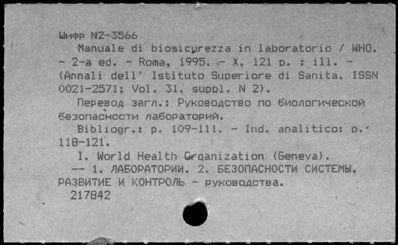 Шифр N2-3566
Manuale di biosicurezza in laboratorio / WHO.
- 2-a ed. - Roma, 1995. - X, 121 p. : ill. -
(Annali dell' Istituto Superiore di Sanita, ISSN
0021-2571; Vol. 31, suppl. N 2).
Перевод загл.: Руководство по биологической
безопасности лабораторий.
Bibliogr.: p. 109-111. - Ind. analitico: p.
118-121.
I. World Health Organization (Geneva).
-- 1. ЛАБОРАТОРИИ. 2. БЕЗОПАСНОСТИ СИСТЕМЫ,
РАЗВИТИЕ И КОНТРОЛЬ - руководства.
217842